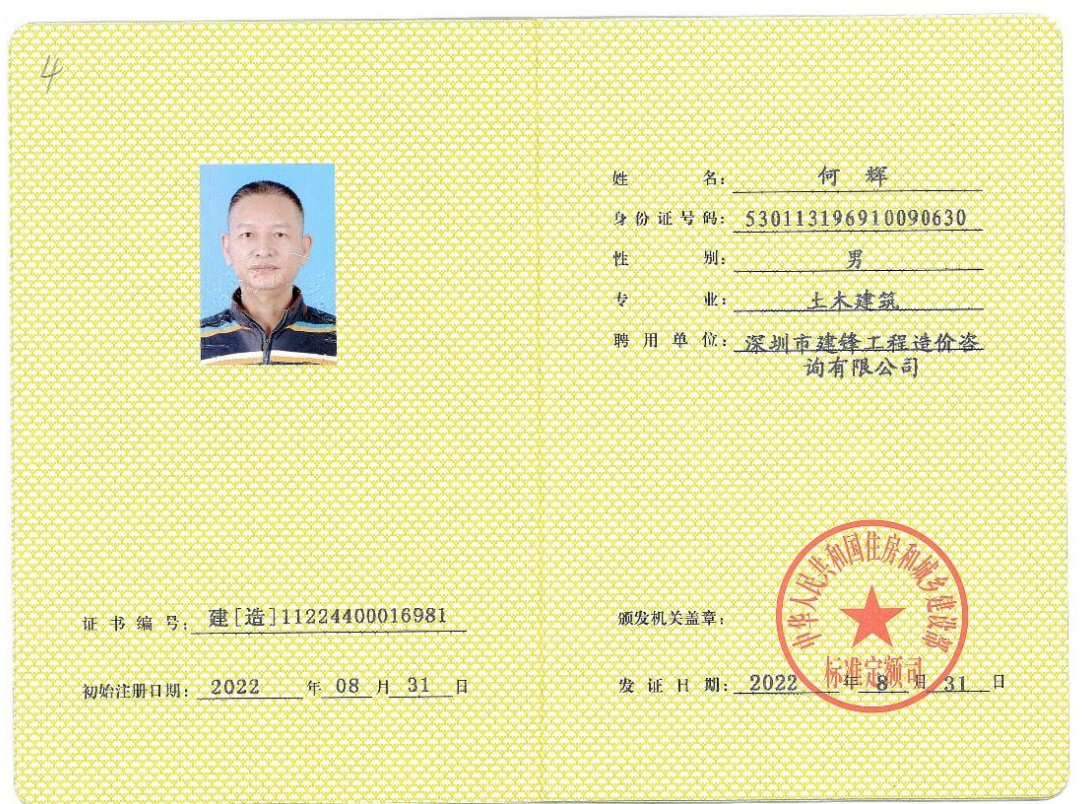 4
姓名: 何辉
身份证号码: 530113196910090630
性别: 男
专业: 土木建筑
聘用单位: 深圳市建锋工程造价咨
询有限公司
证书编号: 建[造]11224400016981
初始注册日期: 2022 年 08 月 31 日
颁发机关盖章:
中华人民共和国住房和城乡建设部
标准定额司
发证日期: 2022 年 8 月 31 日